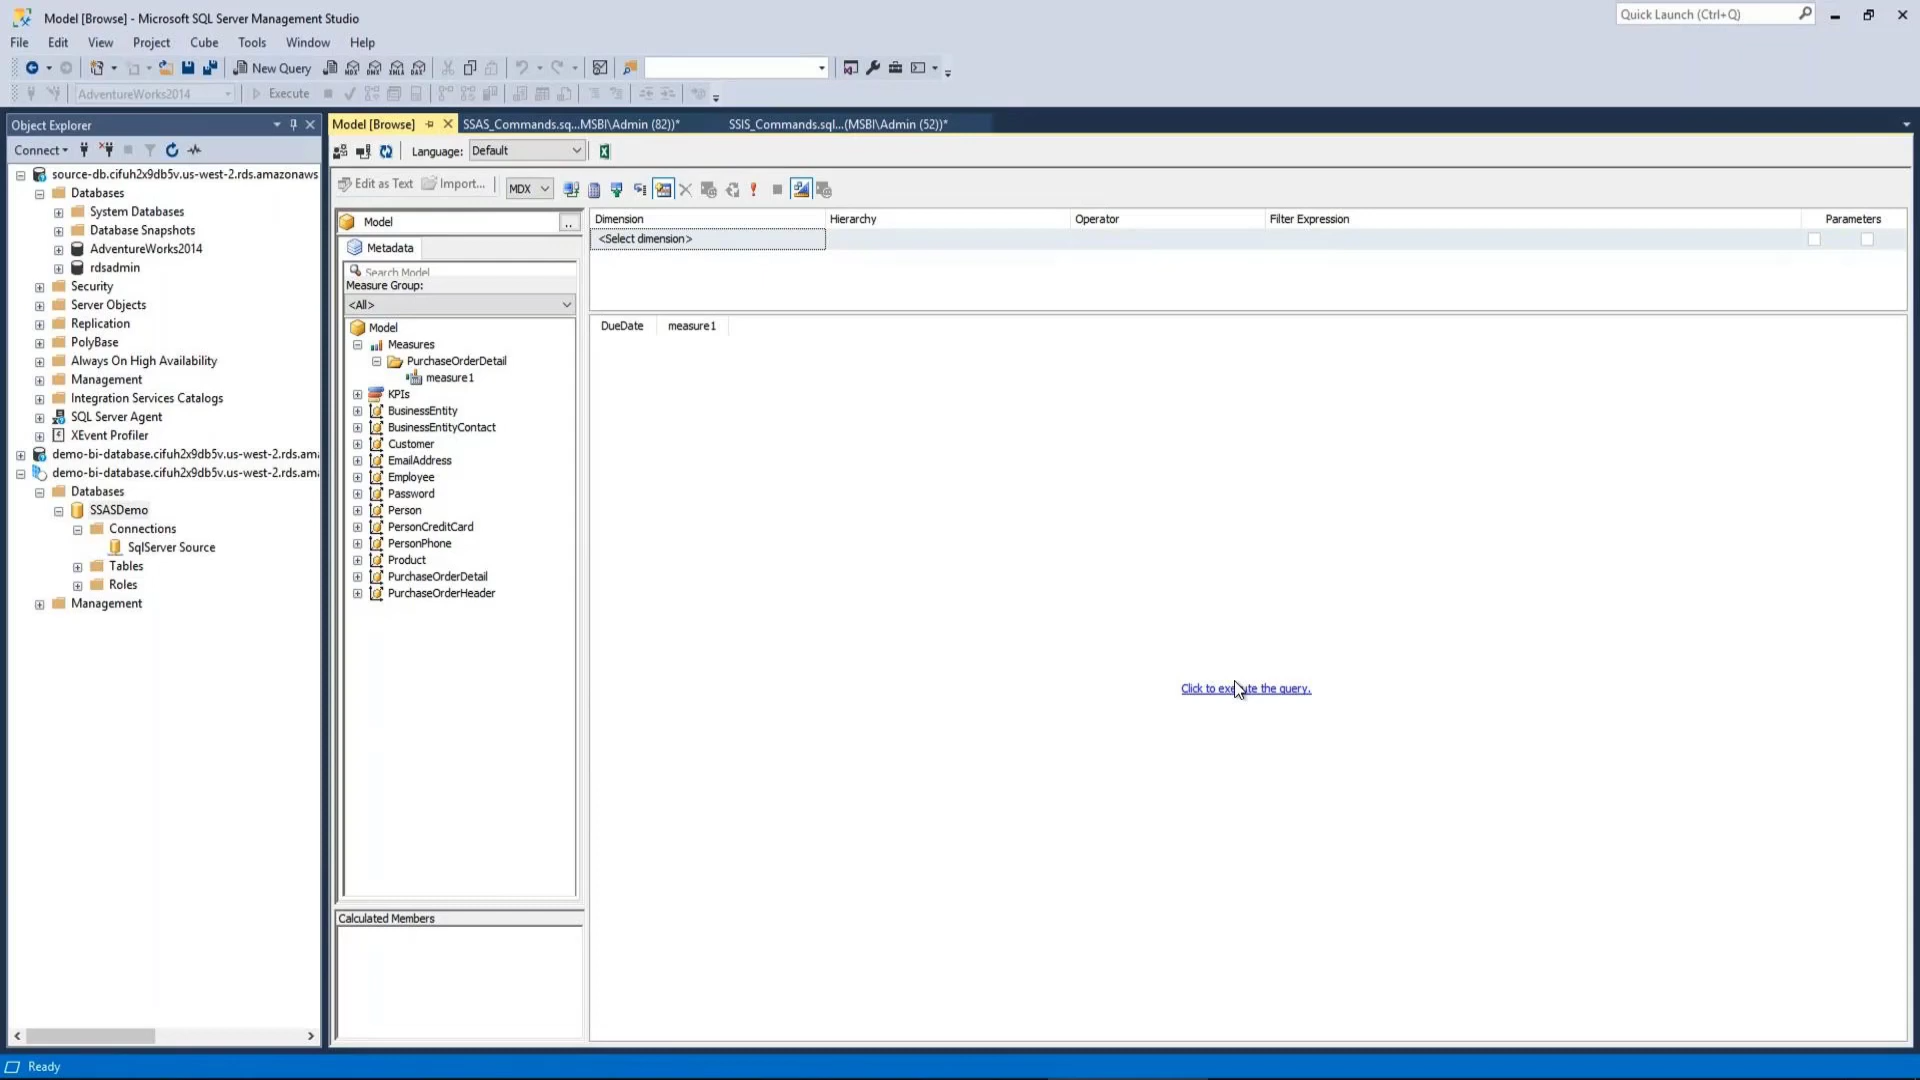 Model [Browse] - Microsoft SQL Server Management Studio
Quick Launch (Ctrl+Q)
File Edit View Project Cube Tools Window Help
New Query
AdventureWorks2014
Execute
Object Explorer
Model [Browse]
SSAS_Commands.sq...MSBI\Admin (82))*
SSIS_Commands.sql...(MSBI\Admin (52))*
Connect
Language: Default
source-db.cifuh2x9db5v.us-west-2.rds.amazonaws
Databases
System Databases
Database Snapshots
AdventureWorks2014
rdsadmin
Security
Server Objects
Replication
PolyBase
Always On High Availability
Management
Integration Services Catalogs
SQL Server Agent
XEvent Profiler
demo-bi-database.cifuh2x9db5v.us-west-2.rds.ama
demo-bi-database.cifuh2x9db5v.us-west-2.rds.ama
Databases
SSASDemo
Connections
SqlServer Source
Tables
Roles
Management
Edit as Text Import... MDX
Model ..
Metadata
Search Model
Measure Group:
<All>
Model
Measures
PurchaseOrderDetail
measure1
KPIs
BusinessEntity
BusinessEntityContact
Customer
EmailAddress
Employee
Password
Person
PersonCreditCard
PersonPhone
Product
PurchaseOrderDetail
PurchaseOrderHeader
Calculated Members
Dimension Hierarchy Operator Filter Expression Parameters
<Select dimension>
DueDate measure1
Click to execute the query.
Ready